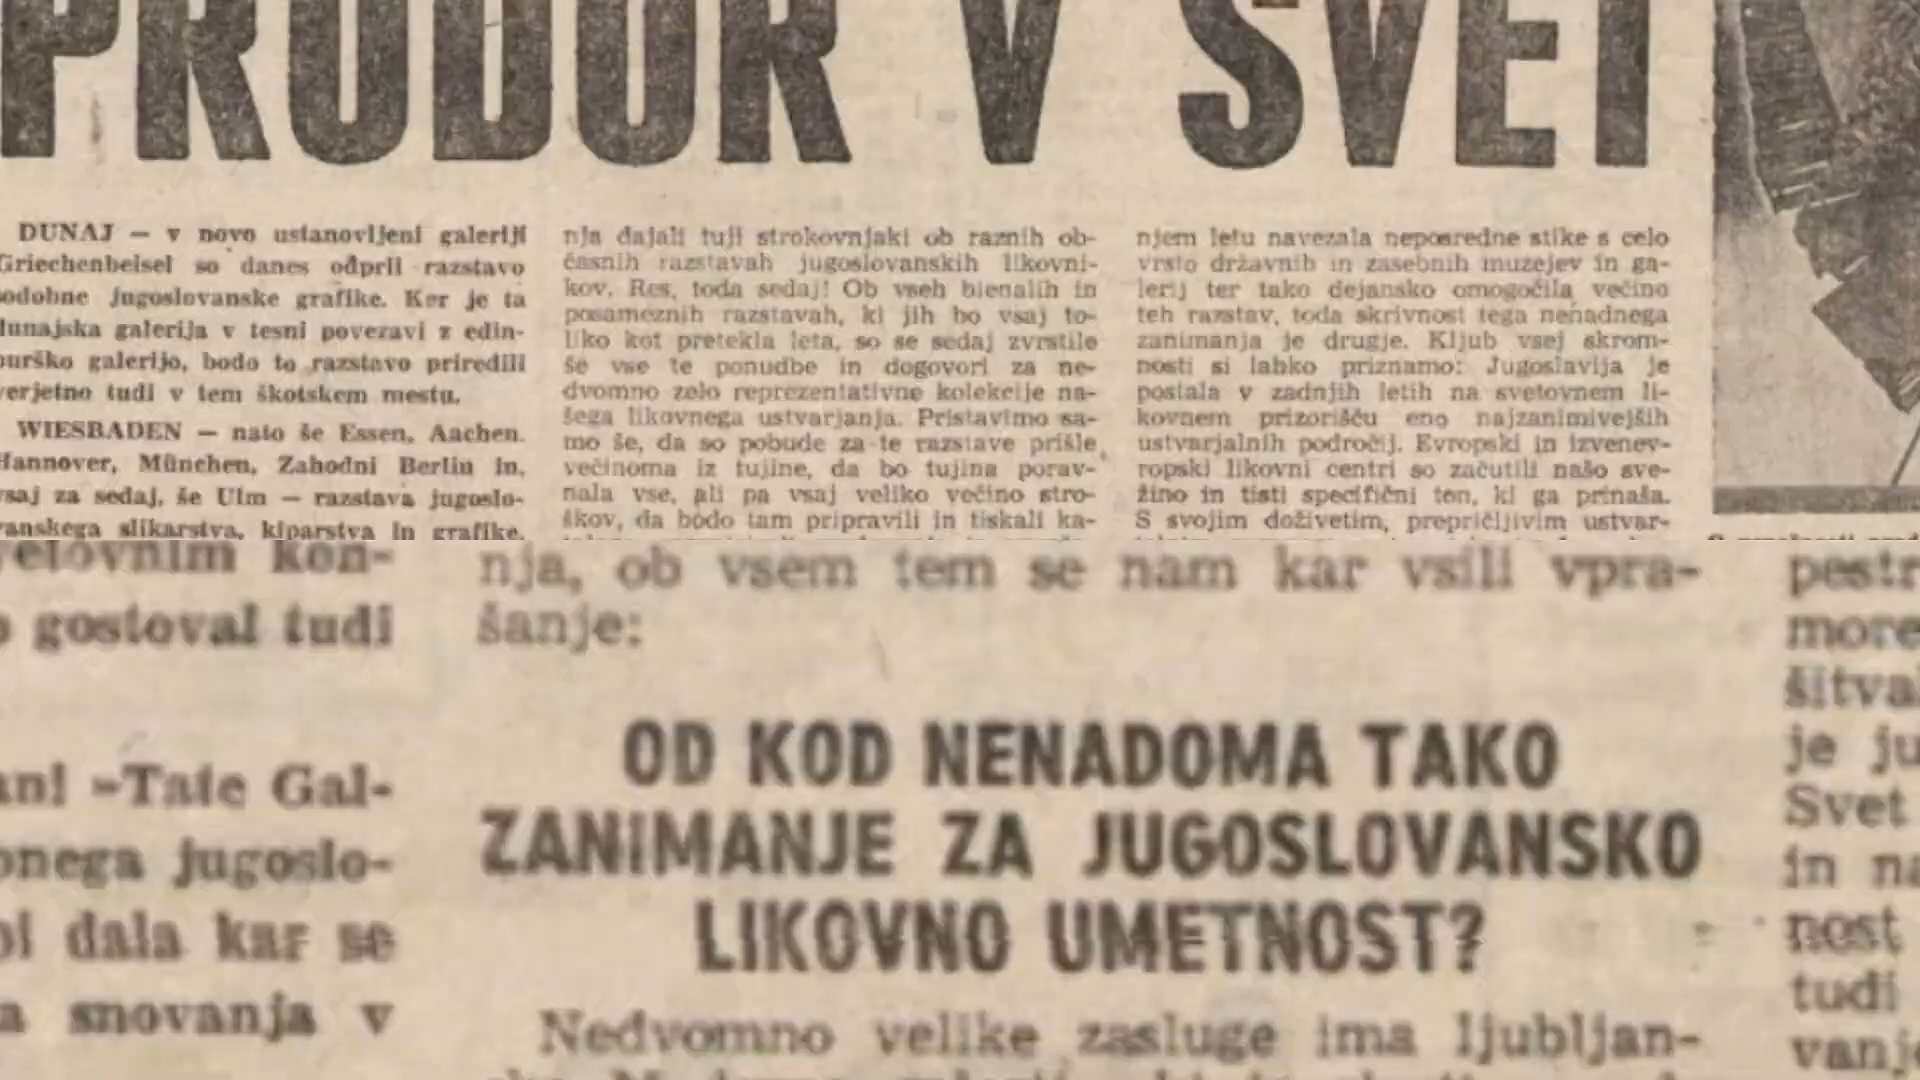 PRODOR V SVET
DUNAJ — v novo ustanovljeni galeriji
Griechenbeisel so danes odprli razstavo
sodobne jugoslovanske grafike. Ker je ta
dunajska galerija v tesni povezavi z edin-
burško galerijo, bodo to razstavo priredili
verjetno tudi v tem škotskem mestu.
WIESBADEN — nato še Essen, Aachen.
Hannover, München, Zahodni Berlin in,
vsaj za sedaj, še Ulm — razstava jugoslo-
vanskega slikarstva, kiparstva in grafike.
nja dajali tuji strokovnjaki ob raznih ob-
časnih razstavah jugoslovanskih likovni-
kov. Res, toda sedaj! Ob vseh bienalih in
posameznih razstavah, ki jih bo vsaj to-
liko kot pretekla leta, so se sedaj zvrstile
še vse te ponudbe in dogovori za ne-
dvomno zelo reprezentativne kolekcije na-
šega likovnega ustvarjanja. Pristavimo sa-
mo še, da so pobude za te razstave prišle
večinoma iz tujine, da bo tujina porav-
nala vse, ali pa vsaj veliko večino stro-
škov, da bodo tam pripravili in tiskali ka-
njem letu navezala neposredne stike s celo
vrsto državnih in zasebnih muzejev in ga-
lerij ter tako dejansko omogočila večino
teh razstav, toda skrivnost tega nenadnega
zanimanja je drugje. Kljub vsej skrom-
nosti si lahko priznamo: Jugoslavija je
postala v zadnjih letih na svetovnem li-
kovnem prizorišču eno najzanimivejših
ustvarjalnih področij. Evropski in izvenev-
ropski likovni centri so začutili našo sve-
žino in tisti specifični ton, ki ga prinaša.
S svojim doživetim, prepričljivim ustvar-
kon-
gostoval tudi
»Tate Gal-
jugoslo-
dala kar se
snovanja v
nja, ob vsem tem se nam kar vsili vpra-
šanje:
OD KOD NENADOMA TAKO
ZANIMANJE ZA JUGOSLOVANSKO
LIKOVNO UMETNOST?
Nedvomno velike zasluge ima ljubljan-
pestr
more
šitval
je ju
Svet
in na
nost
tudi
vanj